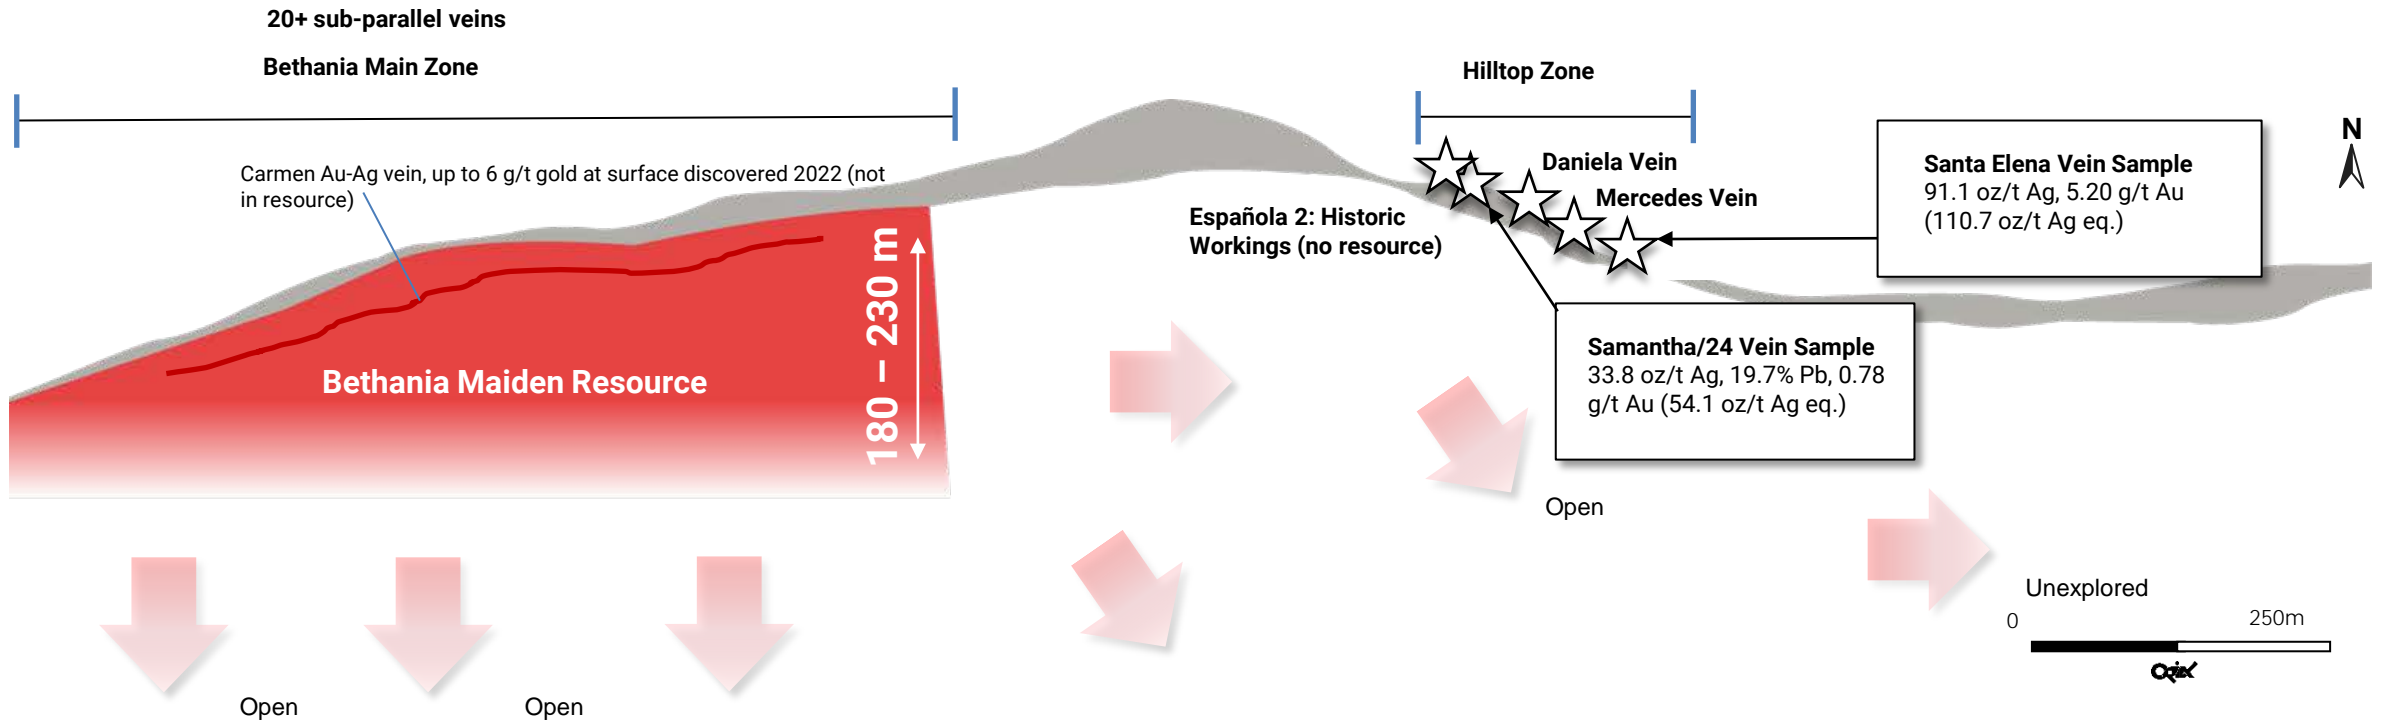 20+ sub-parallel veins
Bethania Main Zone
Hilltop Zone
N
Carmen Au-Ag vein, up to 6 g/t gold at surface discovered 2022 (not
in resource)
Daniela Vein
Mercedes Vein
Santa Elena Vein Sample
91.1 oz/t Ag, 5.20 g/t Au
(110.7 oz/t Ag eq.)
Española 2: Historic
Workings (no resource)
180 – 230 m
Bethania Maiden Resource
Samantha/24 Vein Sample
33.8 oz/t Ag, 19.7% Pb, 0.78
g/t Au (54.1 oz/t Ag eq.)
Open
Unexplored
0 250m
Open Open